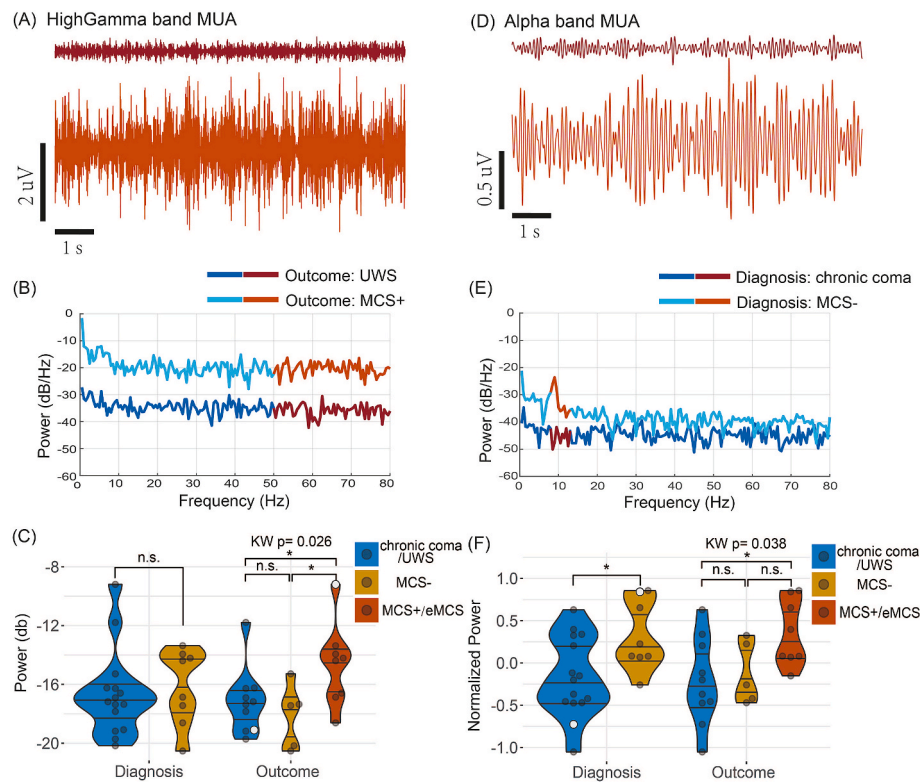 (A) HighGamma band MUA
2 uV
1 s
(D) Alpha band MUA
0.5 uV
1 s
(B)
Outcome: UWS
Outcome: MCS+
0
-10
-20
-30
-40
-50
-60
Power (dB/Hz)
0 10 20 30 40 50 60 70 80
Frequency (Hz)
(E)
Diagnosis: chronic coma
Diagnosis: MCS-
0
-10
-20
-30
-40
-50
-60
Power (dB/Hz)
0 10 20 30 40 50 60 70 80
Frequency (Hz)
(C)
KW p= 0.026
n.s.
*
n.s.
*
chronic coma
/UWS
MCS-
MCS+/eMCS
-8
-12
-16
-20
Power (db)
Diagnosis Outcome
(F)
KW p= 0.038
*
*
n.s.
n.s.
chronic coma
/UWS
MCS-
MCS+/eMCS
1.0
0.5
0.0
-0.5
-1.0
Normalized Power
Diagnosis Outcome